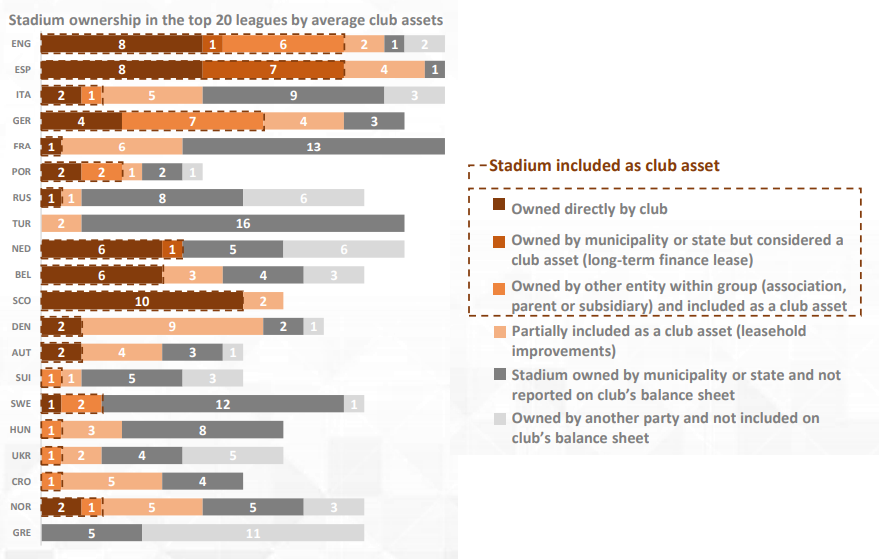 Stadium ownership in the top 20 leagues by average club assets
ENG 8 1 6 2 1 2
ESP 8 7 4 1
ITA 2 1 5 9 3
GER 4 7 4 3
FRA 1 6 13
POR 2 2 1 2 1
RUS 1 1 8 6
TUR 2 16
NED 6 1 5 6
BEL 6 3 4 3
SCO 10 2
DEN 2 9 2 1
AUT 2 4 3 1
SUI 1 1 5 3
SWE 1 2 12 1
HUN 1 3 8
UKR 1 2 4 5
CRO 1 5 4
NOR 2 1 5 5 3
GRE 5 11
Stadium included as club asset
Owned directly by club
Owned by municipality or state but considered a
club asset (long-term finance lease)
Owned by other entity within group (association,
parent or subsidiary) and included as a club asset
Partially included as a club asset (leasehold
improvements)
Stadium owned by municipality or state and not
reported on club's balance sheet
Owned by another party and not included on
club's balance sheet